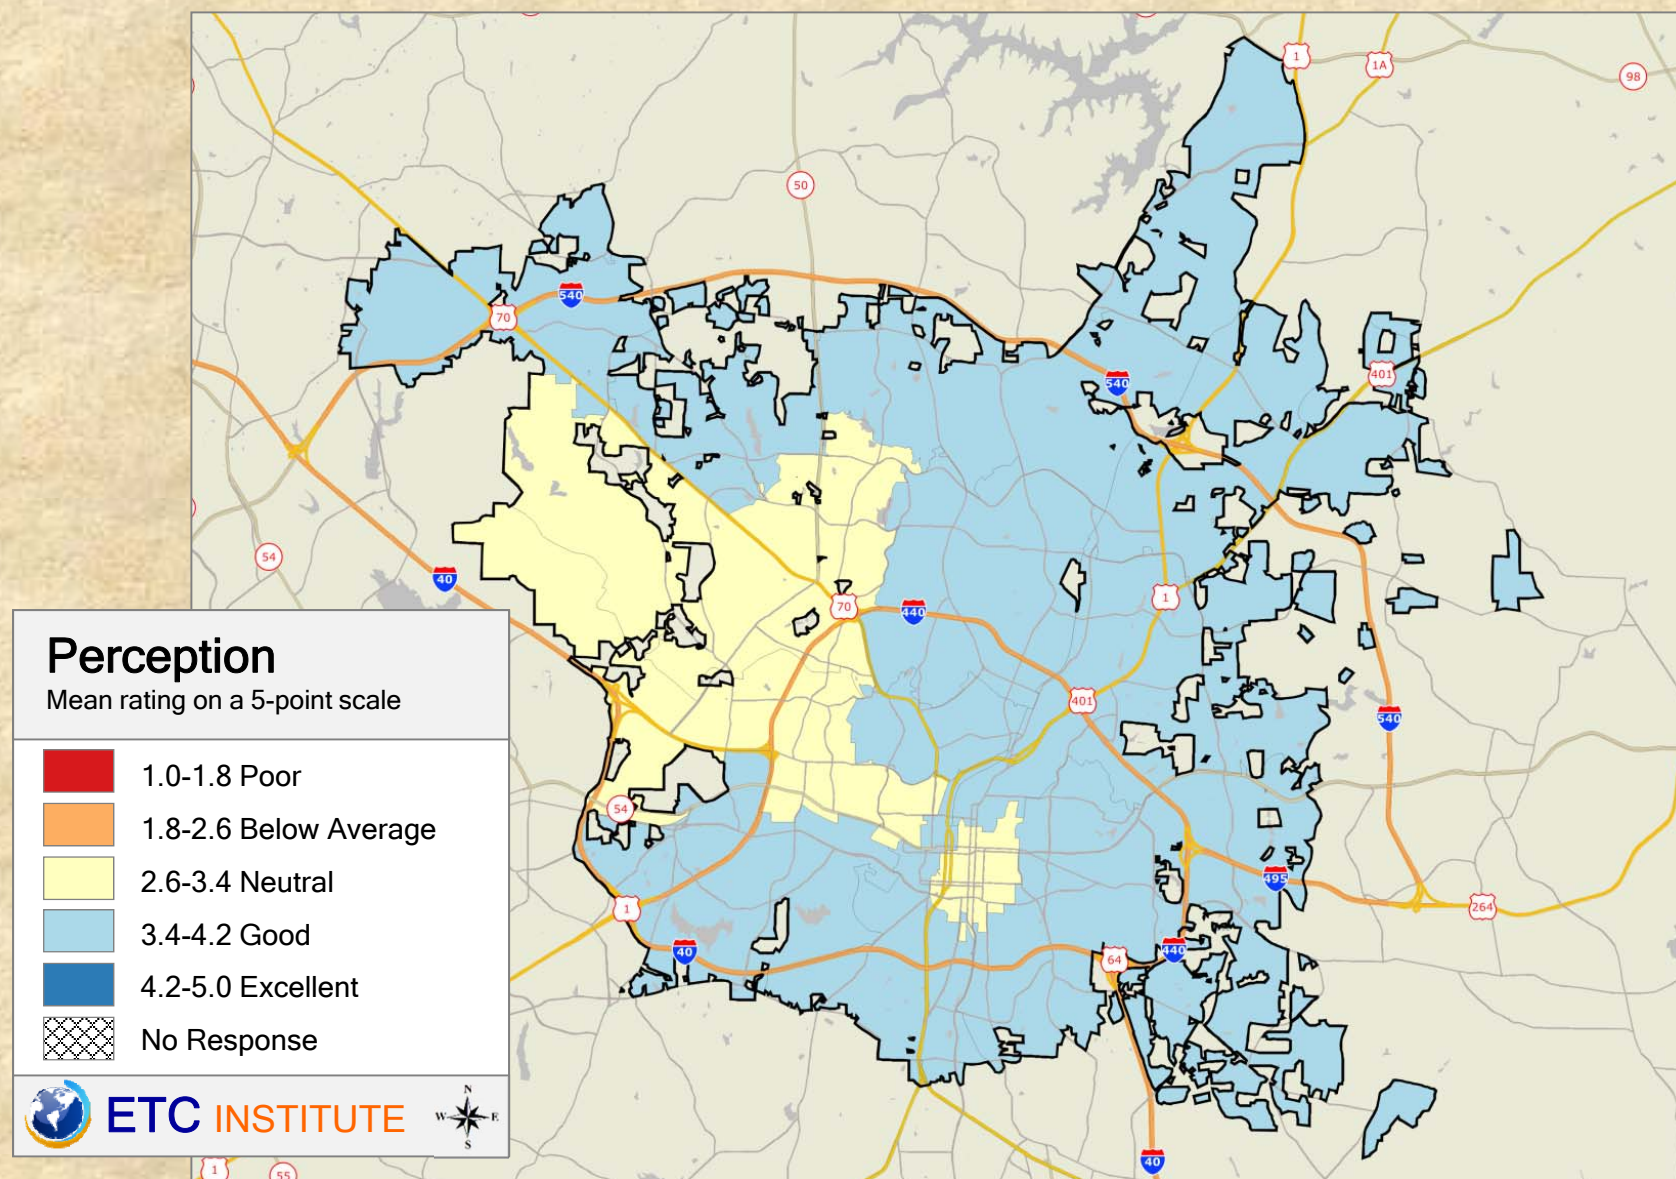 1
1A
98
50
540
70
540
401
54
40
70
440
1
401
540
54
495
264
1
40
440
64
40
1
55
Perception
Mean rating on a 5-point scale
1.0-1.8 Poor
1.8-2.6 Below Average
2.6-3.4 Neutral
3.4-4.2 Good
4.2-5.0 Excellent
No Response
ETC INSTITUTE
N
W E
S